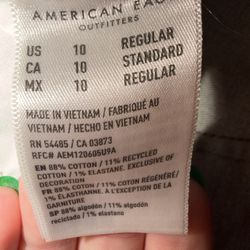 AMERICAN EAG
OUTFITTERS
US 10 REGULAR
CA 10 STANDARD
MX 10 REGULAR
MADE IN VIETNAM / FABRIQUÉ AU
VIETNAM / HECHO EN VIETNAM
RN 54485 / CA 03873
RFC# AEM120605U9A
EN 88% COTTON / 11% RECYCLED
COTTON / 1% ELASTANE. EXCLUSIVE OF
DECORATION
FR 88% COTON / 11% COTON RÉGÉNÉRÉ/
1% ÉLASTHANNE. À L'EXCEPTION DE LA
GARNITURE
SP 88% algodón / 11% algodón
reciclado / 1% elastano